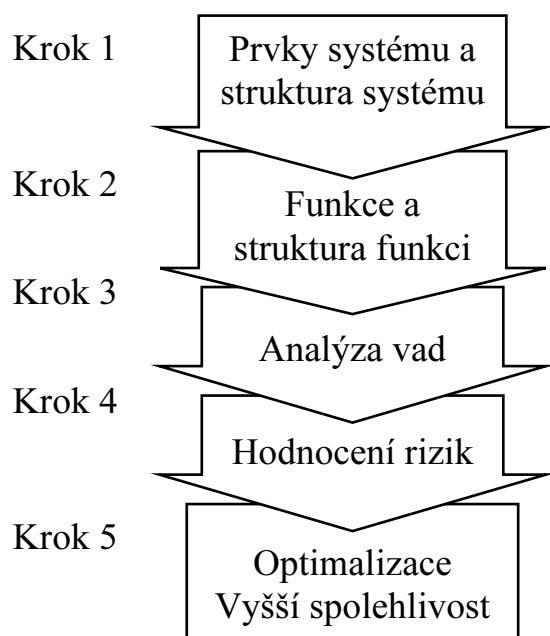 Krok 1
Prvky systému a
struktura systému
Krok 2
Funkce a
struktura funkci
Krok 3
Analýza vad
Krok 4
Hodnocení rizik
Krok 5
Optimalizace
Vyšší spolehlivost